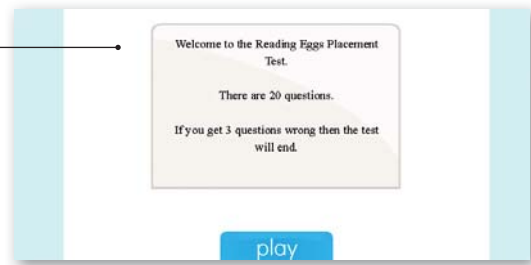 Welcome to the Reading Eggs Placement
Test.
There are 20 questions.
If you get 3 questions wrong then the test
will end.
play